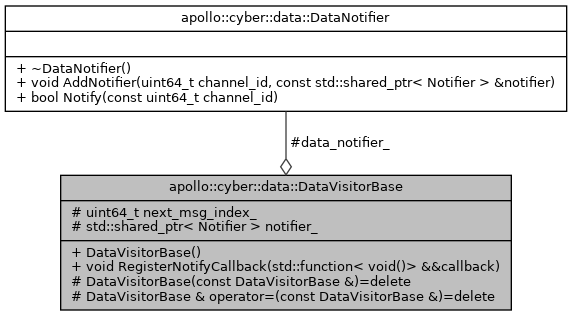 apollo::cyber::data::DataNotifier
+ ~DataNotifier()
+ void AddNotifier(uint64_t channel_id, const std::shared_ptr< Notifier > &notifier)
+ bool Notify(const uint64_t channel_id)
#data_notifier_
apollo::cyber::data::DataVisitorBase
# uint64_t next_msg_index_
# std::shared_ptr< Notifier > notifier_
+ DataVisitorBase()
+ void RegisterNotifyCallback(std::function< void()> &&callback)
# DataVisitorBase(const DataVisitorBase &)=delete
# DataVisitorBase & operator=(const DataVisitorBase &)=delete